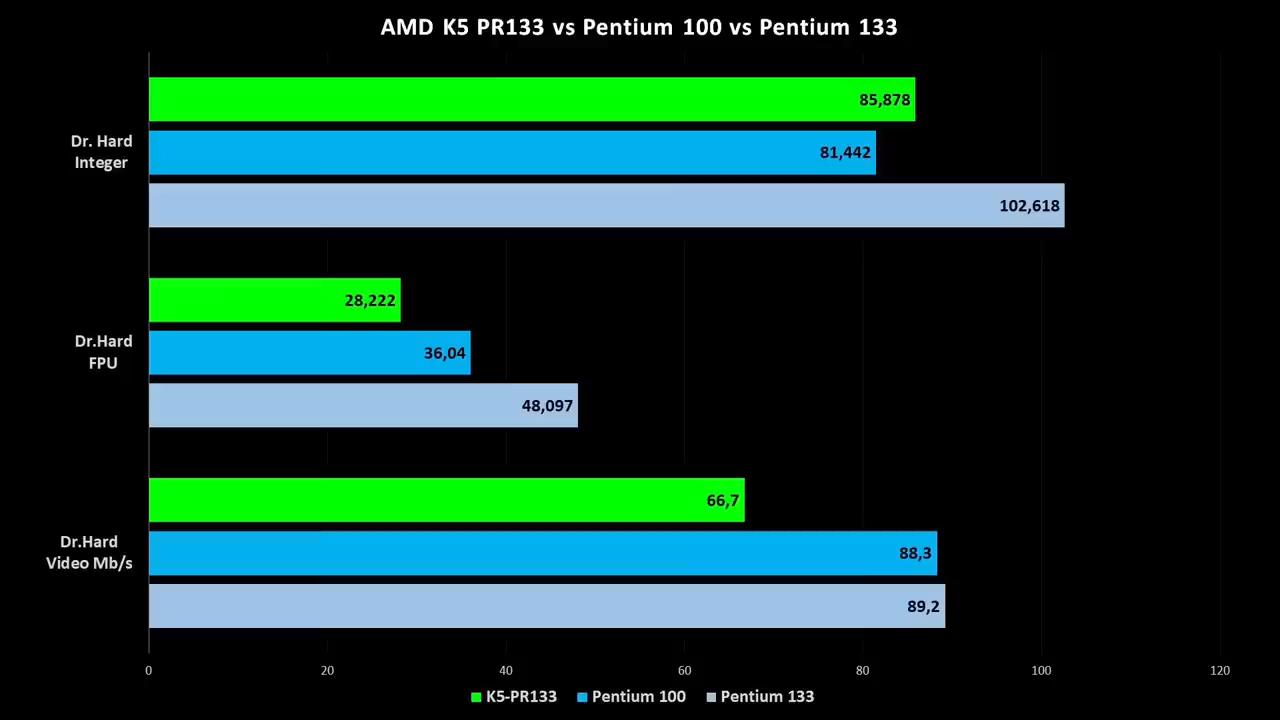 AMD K5 PR133 vs Pentium 100 vs Pentium 133
Dr. Hard
Integer
85,878
81,442
102,618
Dr.Hard
FPU
28,222
36,04
48,097
Dr.Hard
Video Mb/s
66,7
88,3
89,2
0 20 40 60 80 100 120
K5-PR133 Pentium 100 Pentium 133